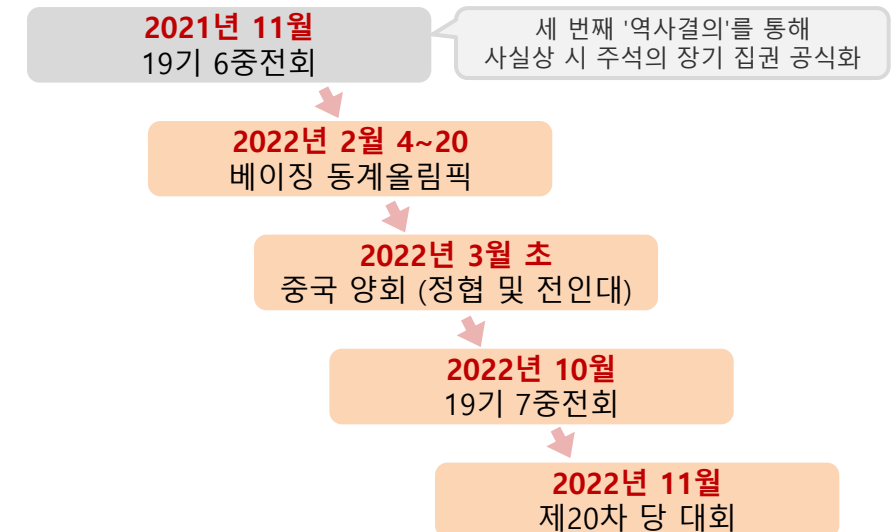 2021년 11월
19기 6중전회
세 번째 '역사결의'를 통해
사실상 시 주석의 장기 집권 공식화
2022년 2월 4~20
베이징 동계올림픽
2022년 3월 초
중국 양회 (정협 및 전인대)
2022년 10월
19기 7중전회
2022년 11월
제20차 당 대회